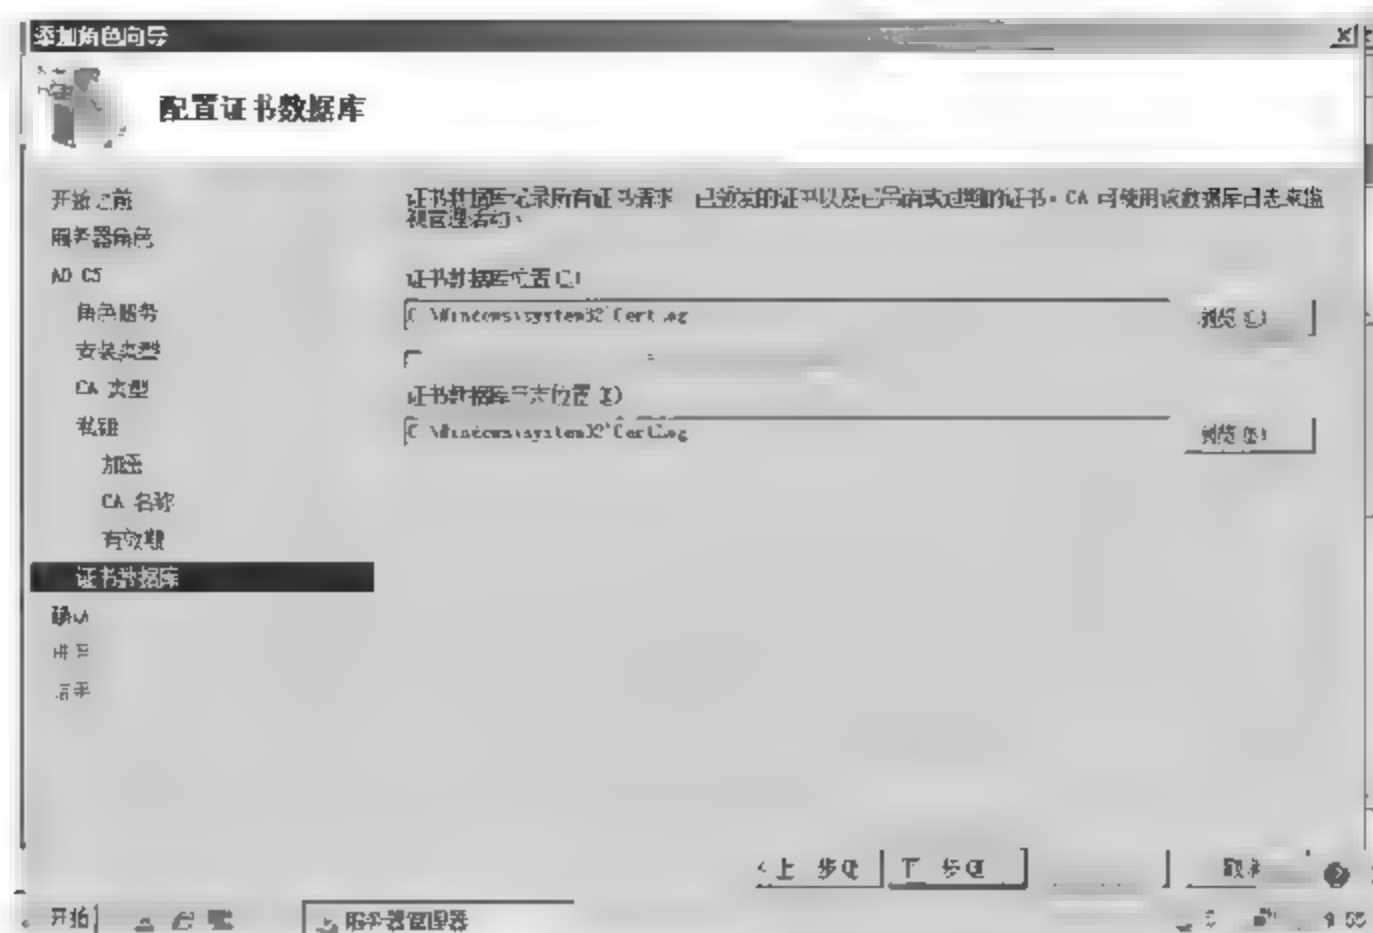 添加角色向导
配置证书数据库
开始之前
服务器角色
AD CS
角色服务
安装类型
CA 类型
私钥
加密
CA 名称
有效期
证书数据库
确认
进度
结果
证书数据库记录所有证书请求、已颁发的证书以及已吊销或过期的证书。CA 可使用该数据库日志来监
视管理活动。
证书数据库位置
C:\Windows\system32\CertLog
浏览
证书数据库日志位置
C:\Windows\system32\CertLog
浏览
<上一步
下一步
取消
开始
服务器管理器